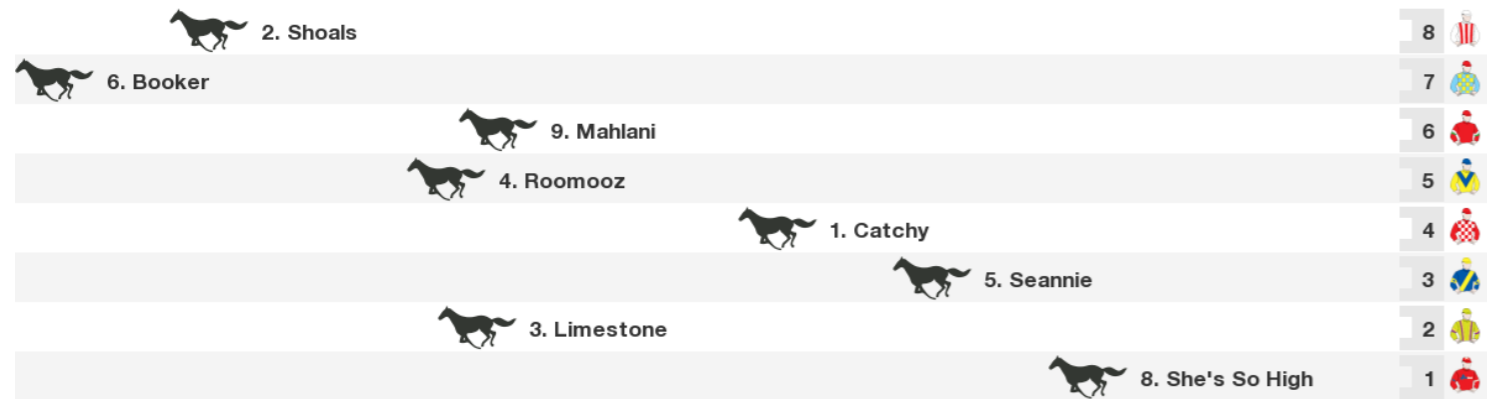 2. Shoals 8
6. Booker 7
9. Mahlani 6
4. Roomooz 5
1. Catchy 4
5. Seannie 3
3. Limestone 2
8. She's So High 1